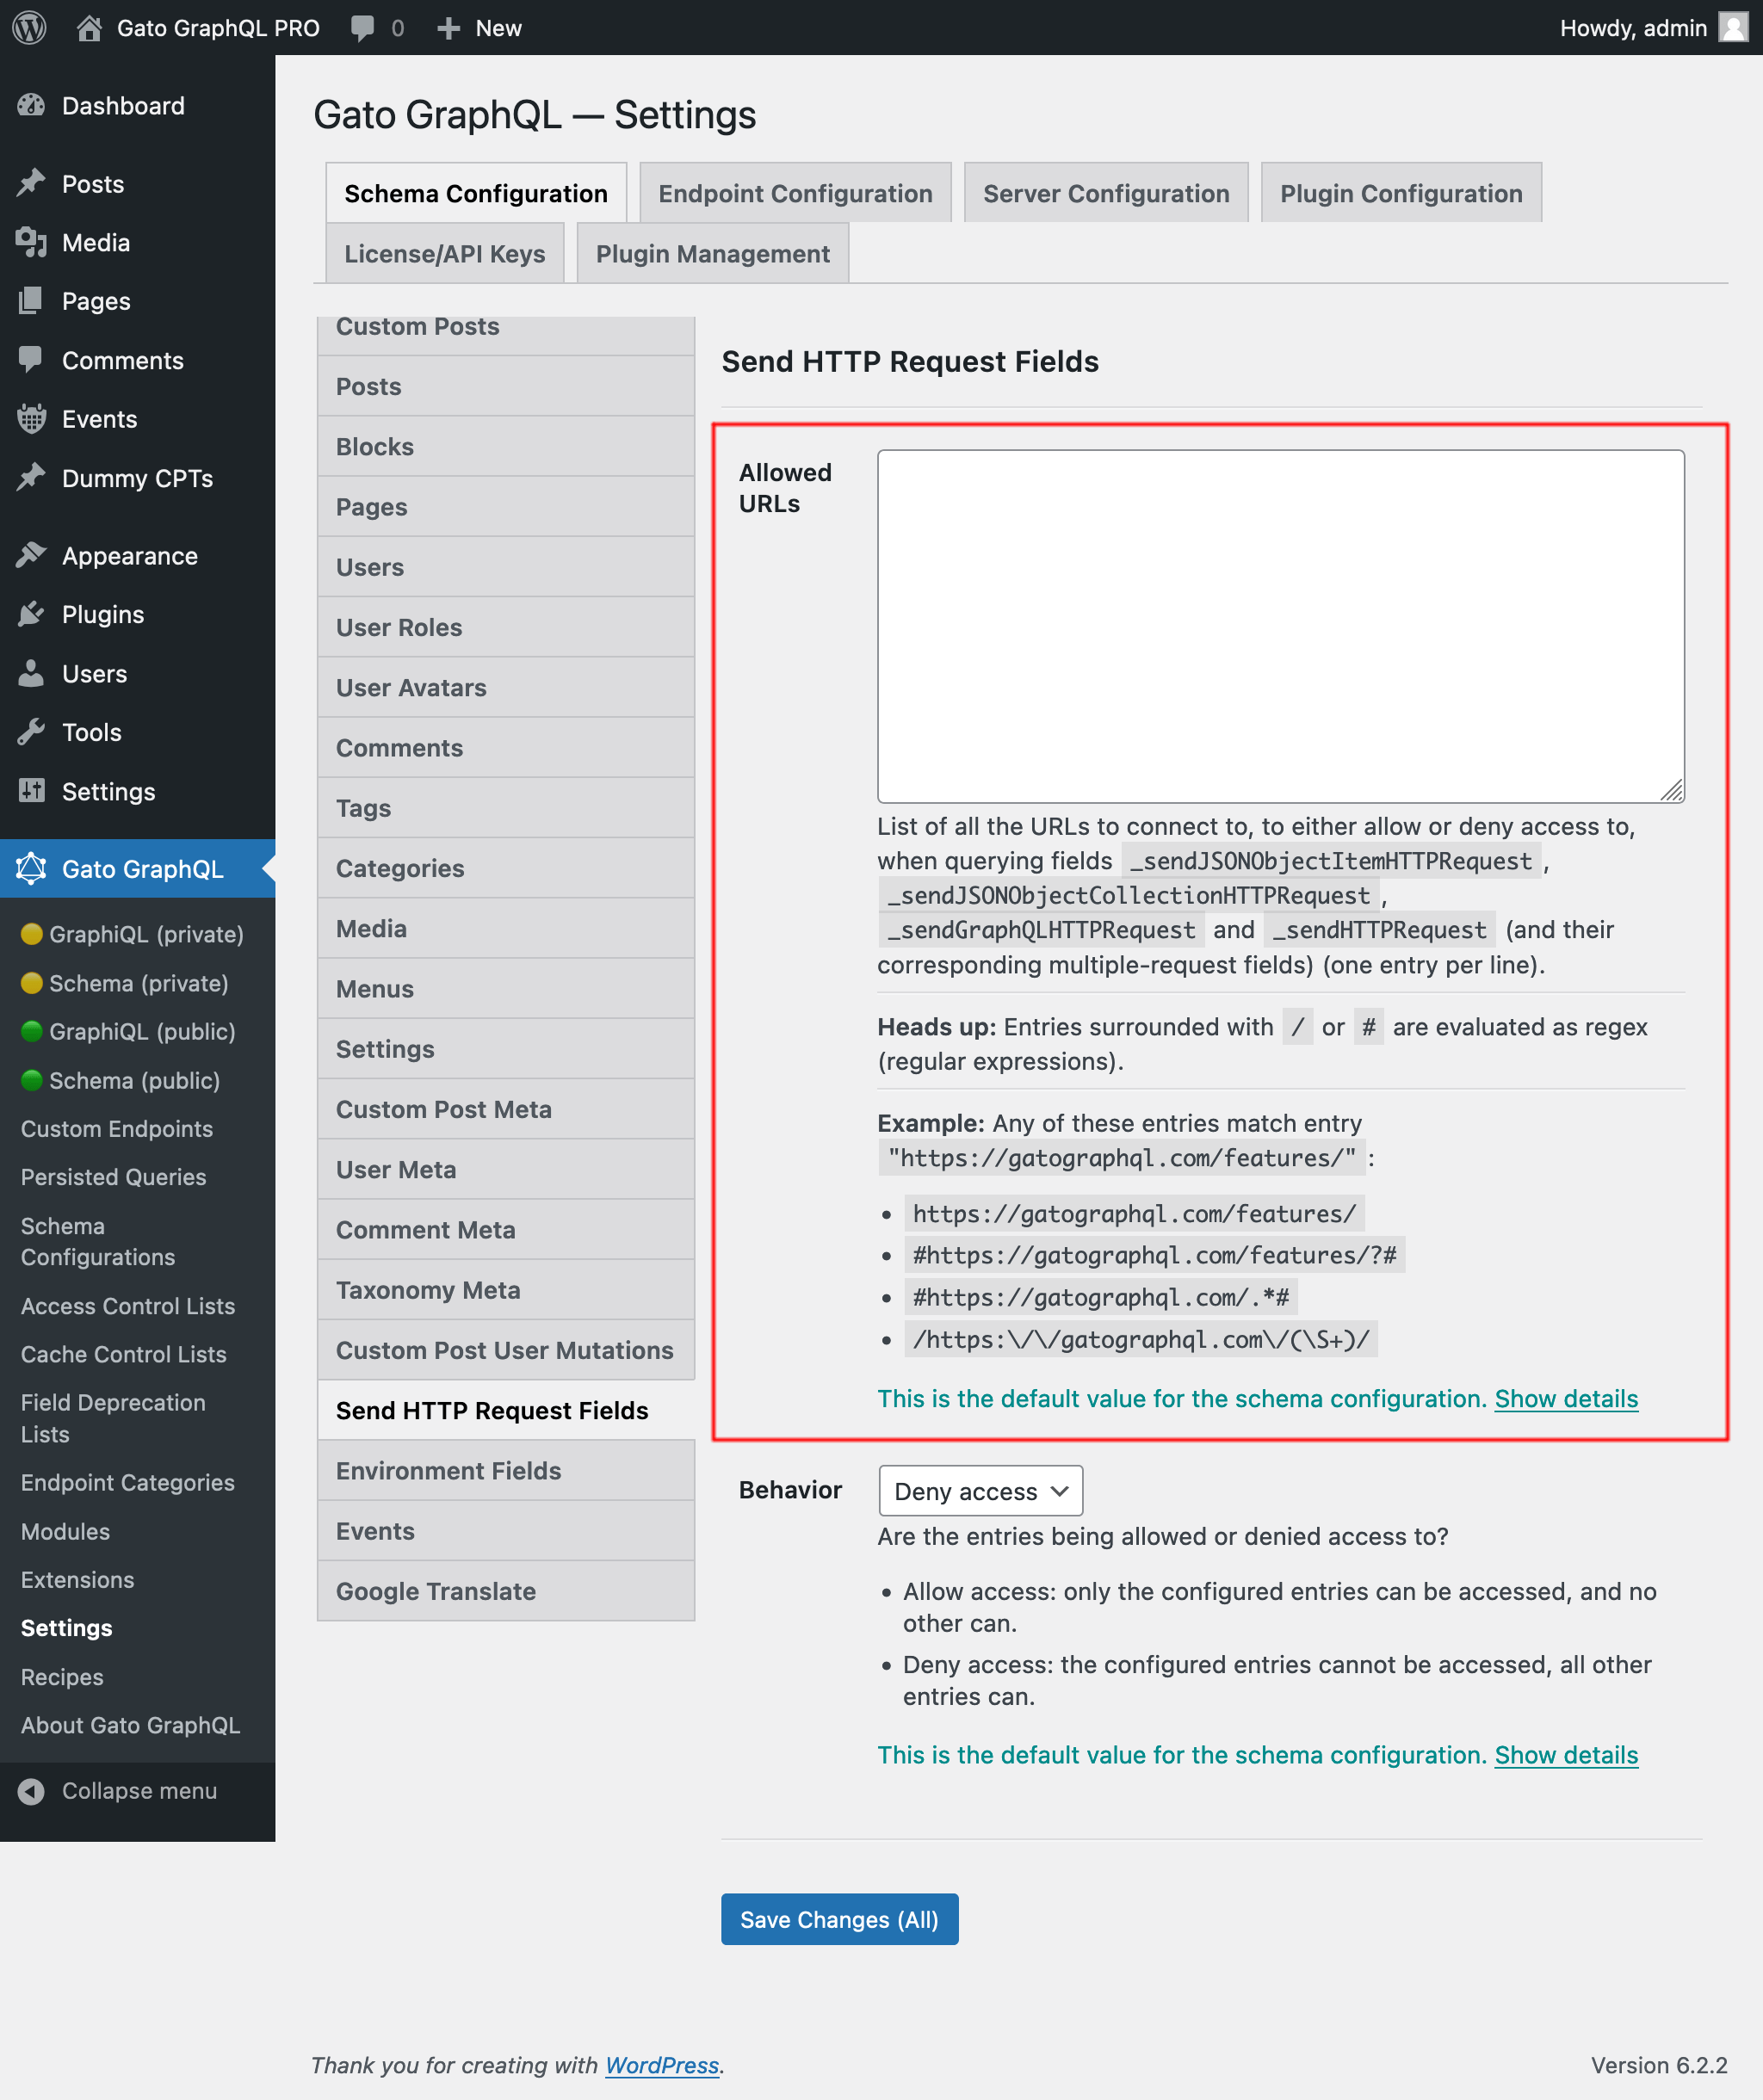 Gato GraphQL PRO
0
New
Howdy, admin
Dashboard
Posts
Media
Pages
Comments
Events
Dummy CPTs
Appearance
Plugins
Users
Tools
Settings
Gato GraphQL
GraphiQL (private)
Schema (private)
GraphiQL (public)
Schema (public)
Custom Endpoints
Persisted Queries
Schema
Configurations
Access Control Lists
Cache Control Lists
Field Deprecation
Lists
Endpoint Categories
Modules
Extensions
Settings
Recipes
About Gato GraphQL
Collapse menu
Gato GraphQL — Settings
Schema Configuration
Endpoint Configuration
Server Configuration
Plugin Configuration
License/API Keys
Plugin Management
Custom Posts
Posts
Blocks
Pages
Users
User Roles
User Avatars
Comments
Tags
Categories
Media
Menus
Settings
Custom Post Meta
User Meta
Comment Meta
Taxonomy Meta
Custom Post User Mutations
Send HTTP Request Fields
Environment Fields
Events
Google Translate
Send HTTP Request Fields
Allowed
URLs
List of all the URLs to connect to, to either allow or deny access to,
when querying fields _sendJSONObjectItemHTTPRequest ,
_sendJSONObjectCollectionHTTPRequest ,
_sendGraphQLHTTPRequest and _sendHTTPRequest (and their
corresponding multiple-request fields) (one entry per line).
Heads up: Entries surrounded with / or # are evaluated as regex
(regular expressions).
Example: Any of these entries match entry
"https://gatographql.com/features/" :
• https://gatographql.com/features/
• #https://gatographql.com/features/?#
• #https://gatographql.com/.*#
• /https:\/\/gatographql.com\/(\S+)/
This is the default value for the schema configuration. Show details
Behavior
Deny access
Are the entries being allowed or denied access to?
• Allow access: only the configured entries can be accessed, and no
other can.
• Deny access: the configured entries cannot be accessed, all other
entries can.
This is the default value for the schema configuration. Show details
Save Changes (All)
Thank you for creating with WordPress.
Version 6.2.2